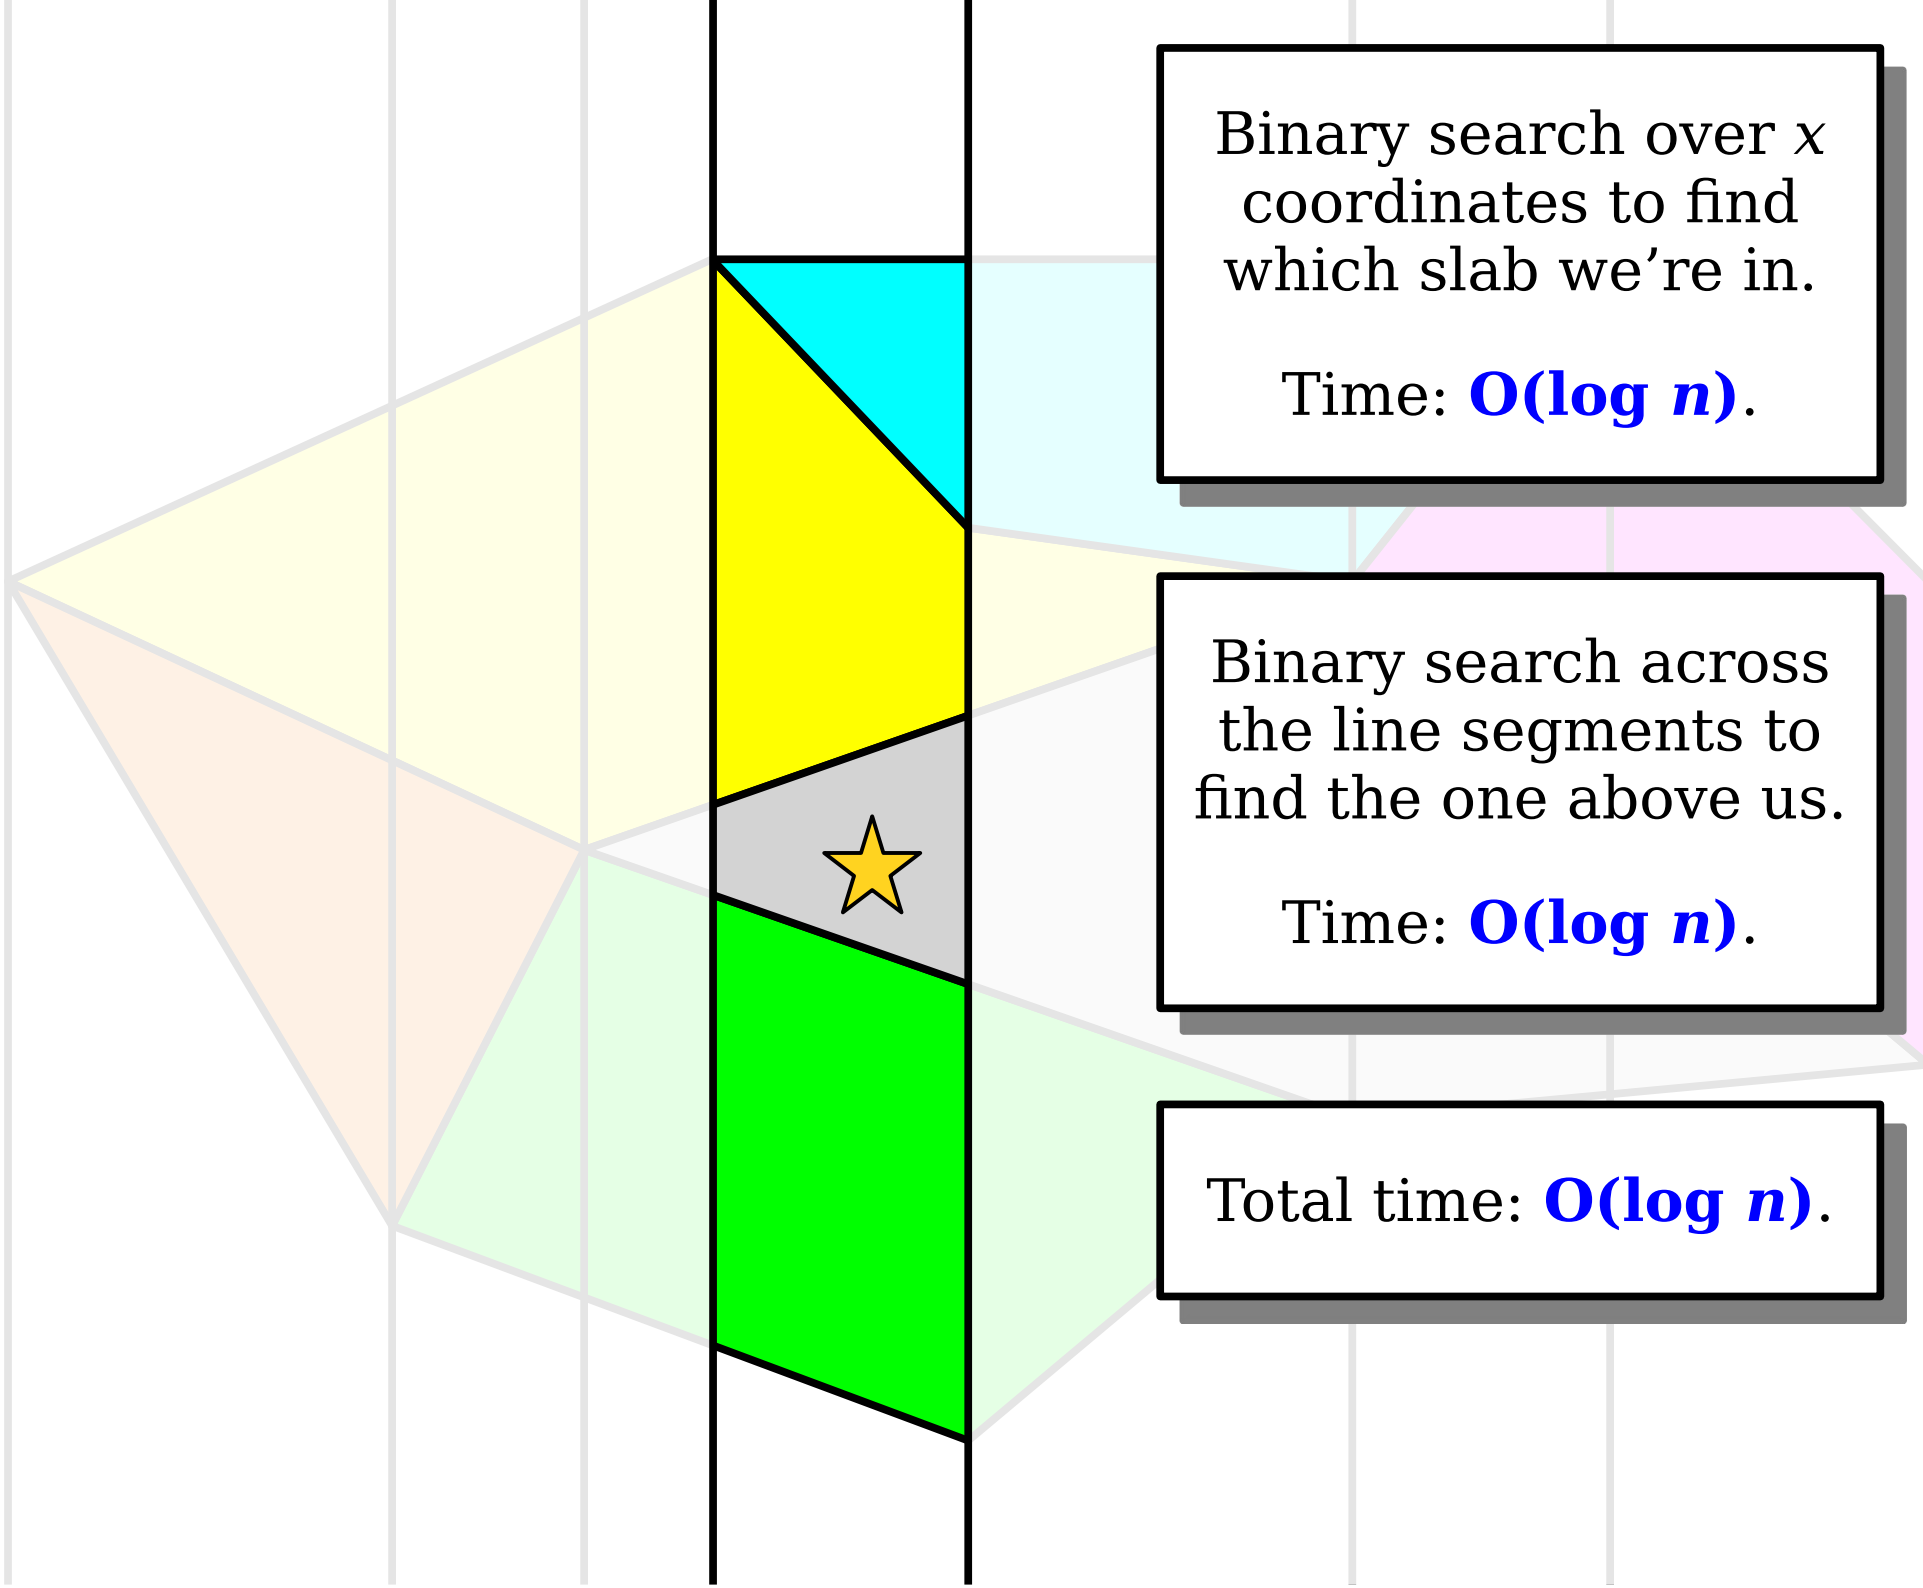 Binary search over x
coordinates to find
which slab we’re in.
Time: O(log n).
Binary search across
the line segments to
find the one above us.
Time: O(log n).
Total time: O(log n).